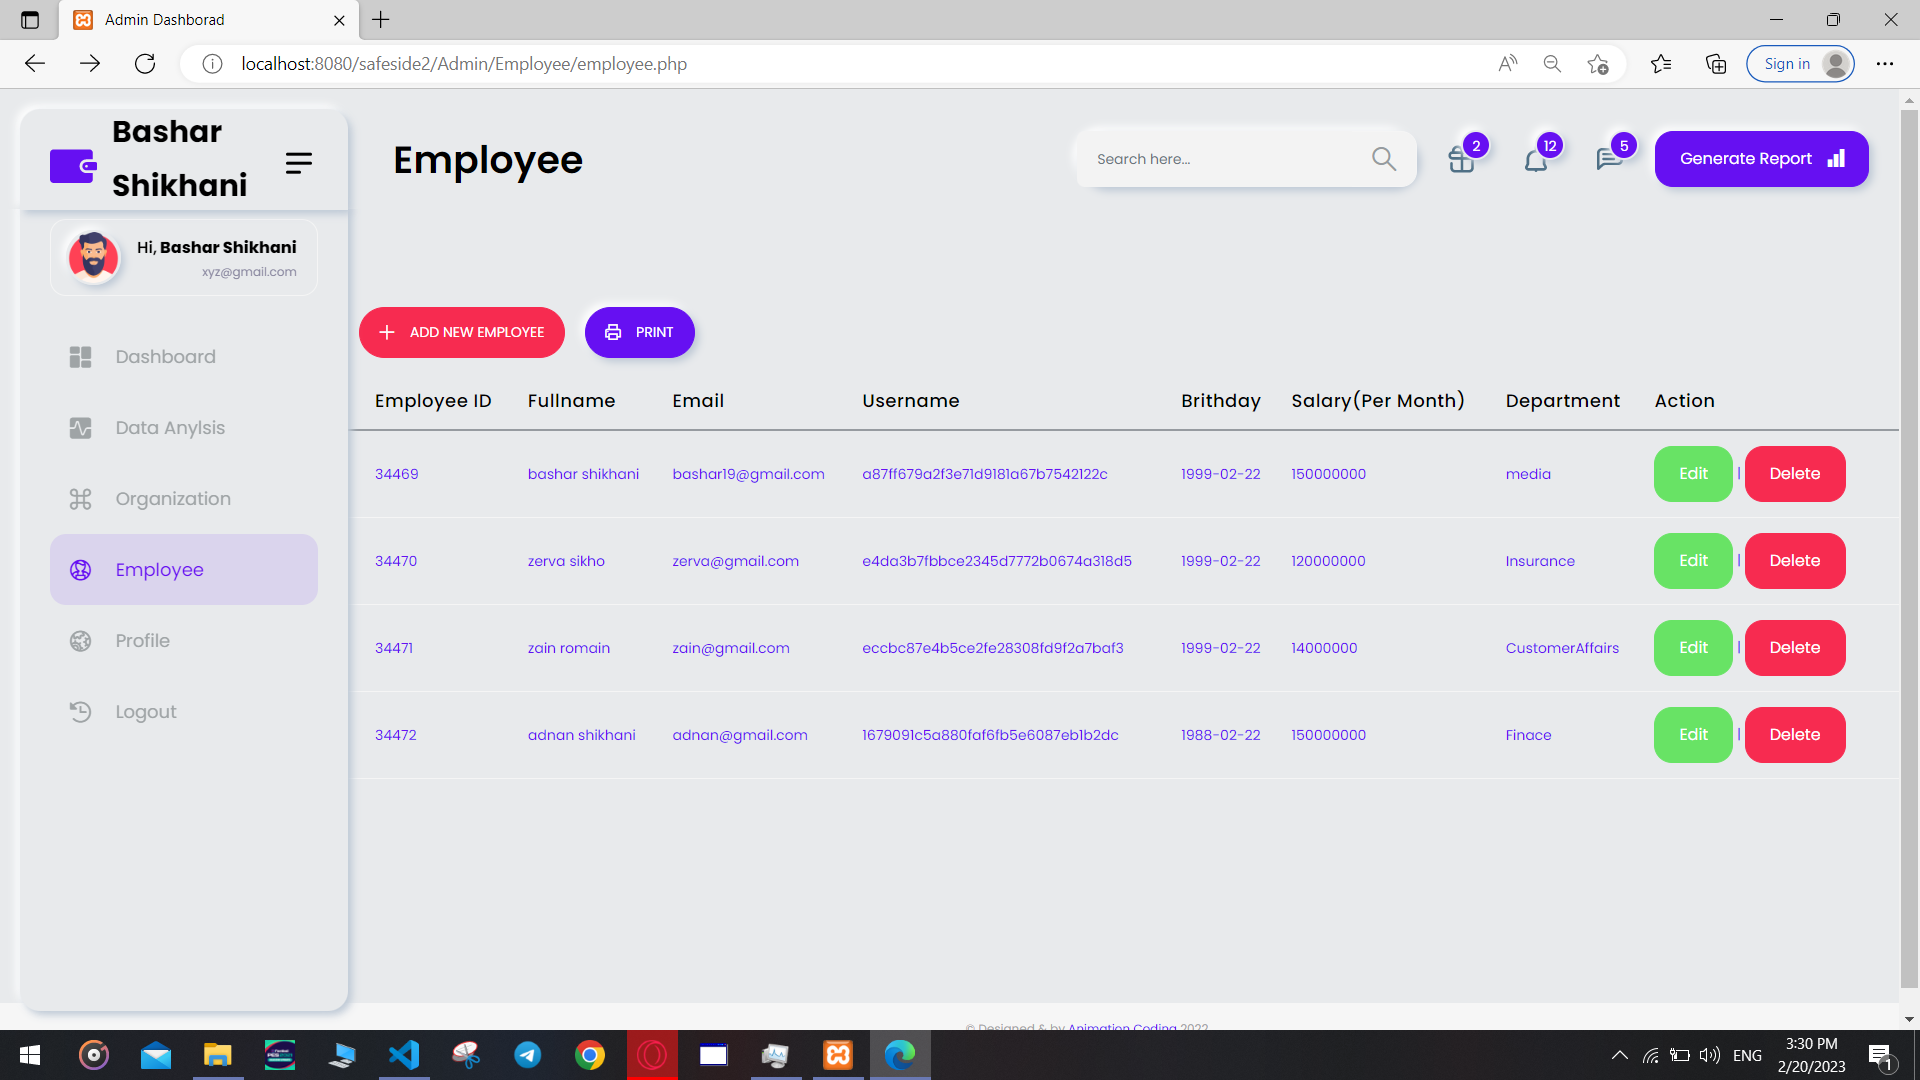 Admin Dashborad
localhost:8080/safeside2/Admin/Employee/employee.php
Sign in
Bashar
Shikhani
Employee
Search here...
2
12
5
Generate Report
Hi, Bashar Shikhani
xyz@gmail.com
Dashboard
Data Anylsis
Organization
Employee
Profile
Logout
ADD NEW EMPLOYEE
PRINT
Employee ID Fullname Email Username Brithday Salary(Per Month) Department Action
34469 bashar shikhani bashar19@gmail.com a87ff679a2f3e71d9181a67b7542122c 1999-02-22 150000000 media Edit | Delete
34470 zerva sikho zerva@gmail.com e4da3b7fbbce2345d7772b0674a318d5 1999-02-22 120000000 Insurance Edit | Delete
34471 zain romain zain@gmail.com eccbc87e4b5ce2fe28308fd9f2a7baf3 1999-02-22 14000000 CustomerAffairs Edit | Delete
34472 adnan shikhani adnan@gmail.com 1679091c5a880faf6fb5e6087eb1b2dc 1988-02-22 150000000 Finace Edit | Delete
© Designed & by Animation Coding 2022
ENG
3:30 PM
2/20/2023
1